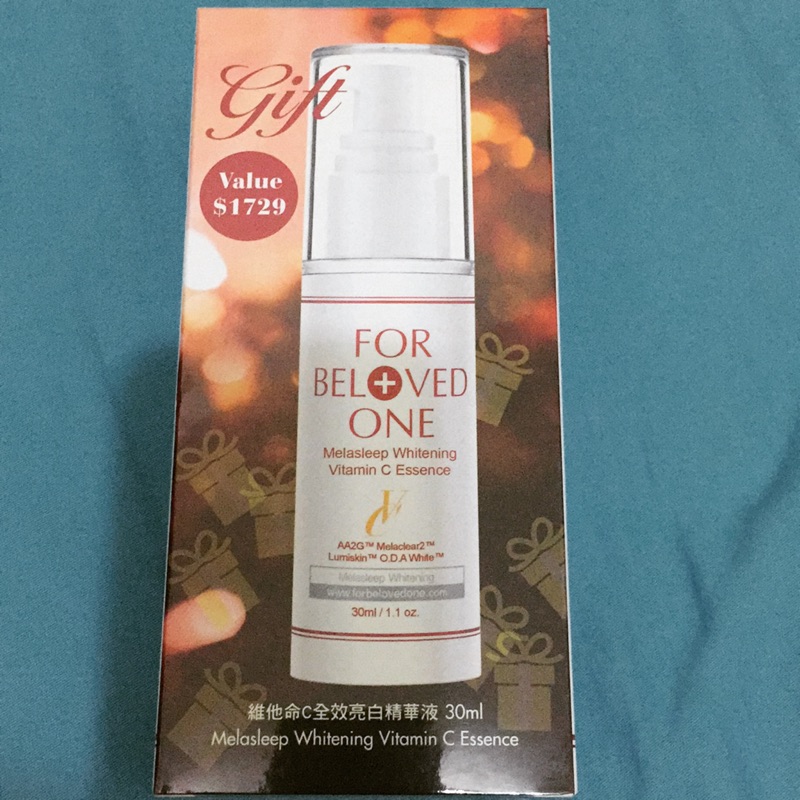 Gift
Value
$1729
FOR
BELOVED
ONE
Melasleep Whitening
Vitamin C Essence
VC
AA2G™ Melaclear2™
Lumiskin™ O.D.A White™
Melasleep Whitening
www.forbelovedone.com
30ml / 1.1 oz.
維他命C全效亮白精華液 30ml
Melasleep Whitening Vitamin C Essence